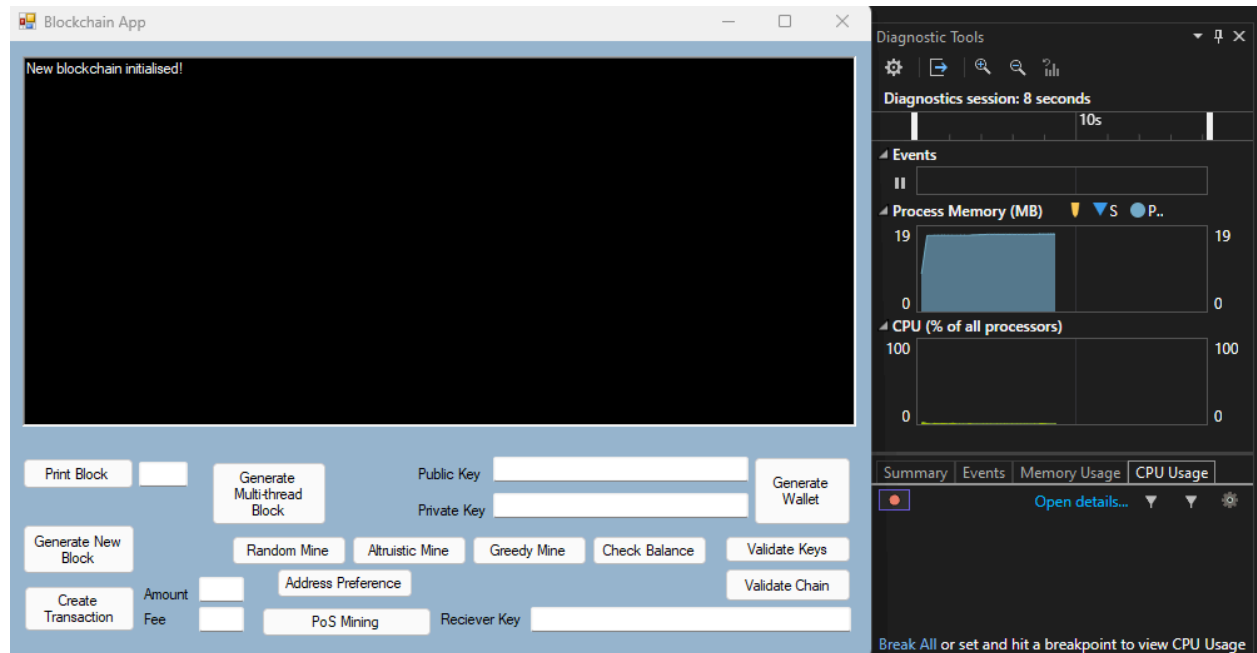 Blockchain App
New blockchain initialised!
Print Block
Generate
Multi-thread
Block
Public Key
Private Key
Generate
Wallet
Generate New
Block
Random Mine
Altruistic Mine
Greedy Mine
Check Balance
Validate Keys
Address Preference
Validate Chain
Create
Transaction
Amount
Fee
PoS Mining
Reciever Key
Diagnostic Tools
Diagnostics session: 8 seconds
10s
Events
Process Memory (MB)
S
P..
19
19
0
0
CPU (% of all processors)
100
100
0
0
Summary
Events
Memory Usage
CPU Usage
Open details...
Break All or set and hit a breakpoint to view CPU Usage